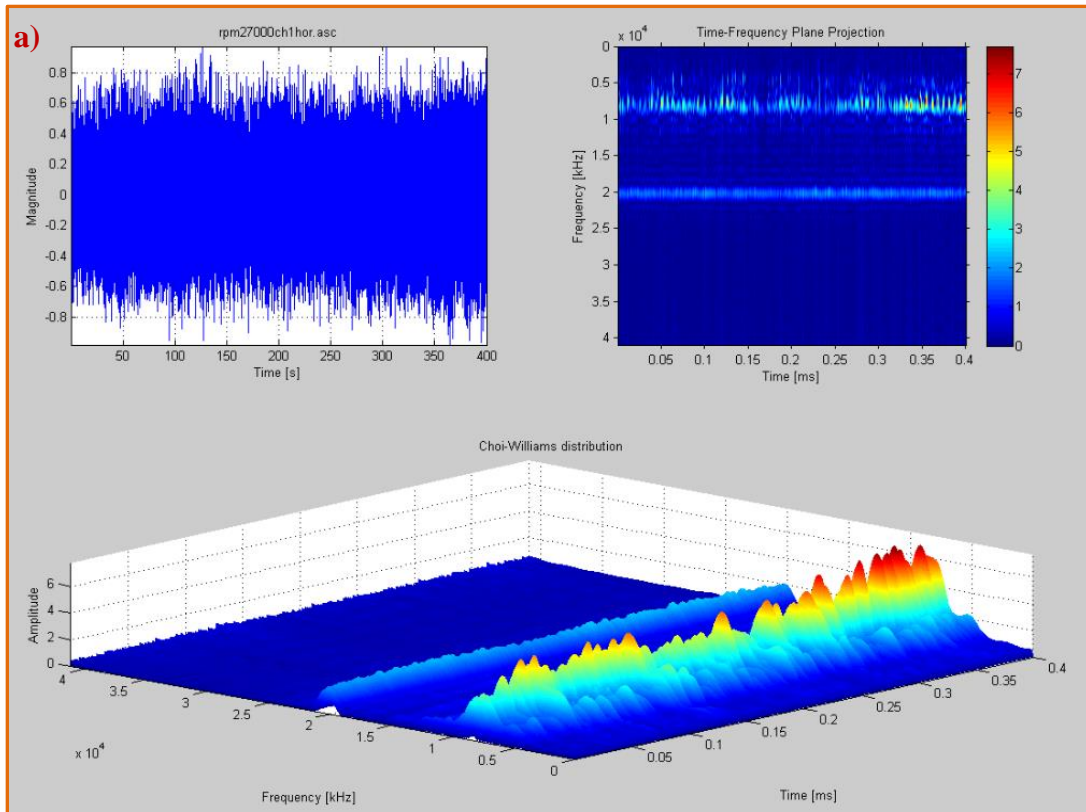 a)
rpm27000ch1hor.asc
Magnitude
0.8
0.6
0.4
0.2
0
-0.2
-0.4
-0.6
-0.8
50 100 150 200 250 300 350 400
Time [s]
Time-Frequency Plane Projection
x 10^4
Frequency [kHz]
0
0.5
1
1.5
2
2.5
3
3.5
4
0.05 0.1 0.15 0.2 0.25 0.3 0.35 0.4
Time [ms]
7
6
5
4
3
2
1
0
Choi-Williams distribution
Amplitude
6
4
2
0
4 3.5 3 2.5 2 1.5 1 0.5 0
x 10^4
Frequency [kHz]
0.05 0.1 0.15 0.2 0.25 0.3 0.35 0.4
Time [ms]